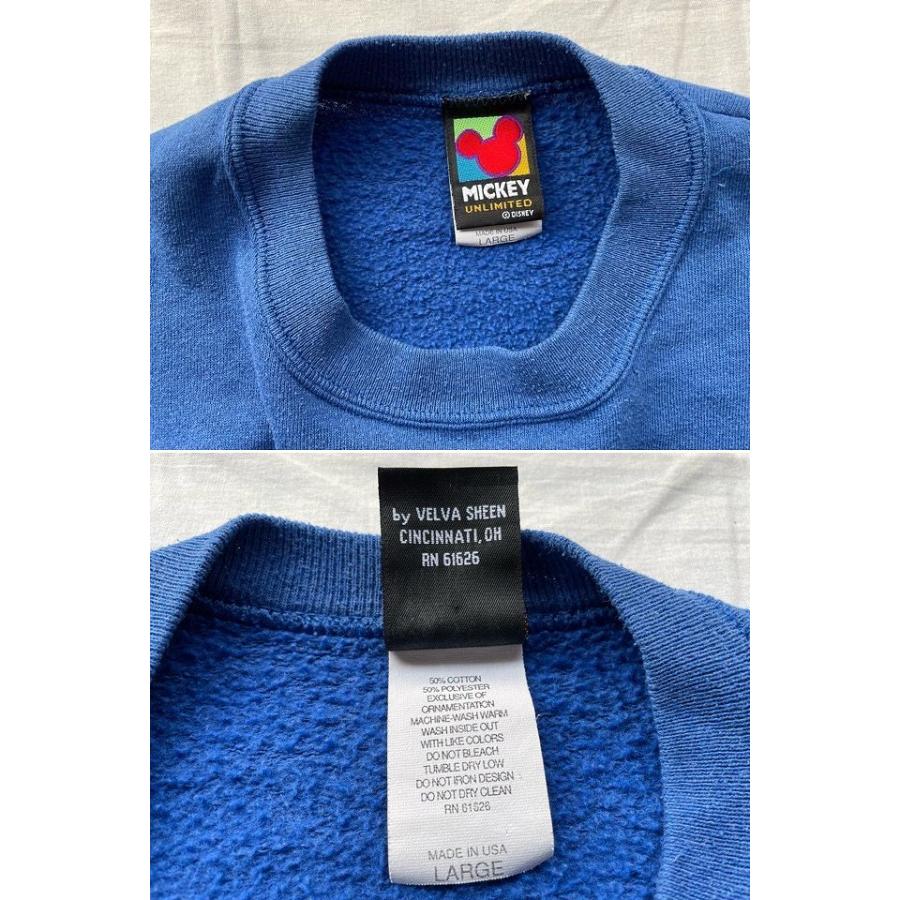 MICKEY
UNLIMITED
© DISNEY
MADE IN USA
LARGE
by VELVA SHEEN
CINCINNATI, OH
RN 61626
50% COTTON
50% POLYESTER
EXCLUSIVE OF
ORNAMENTATION
MACHINE-WASH WARM
WASH INSIDE OUT
WITH LIKE COLORS
DO NOT BLEACH
TUMBLE DRY LOW
DO NOT IRON DESIGN
DO NOT DRY CLEAN
RN 61626
MADE IN USA
LARGE